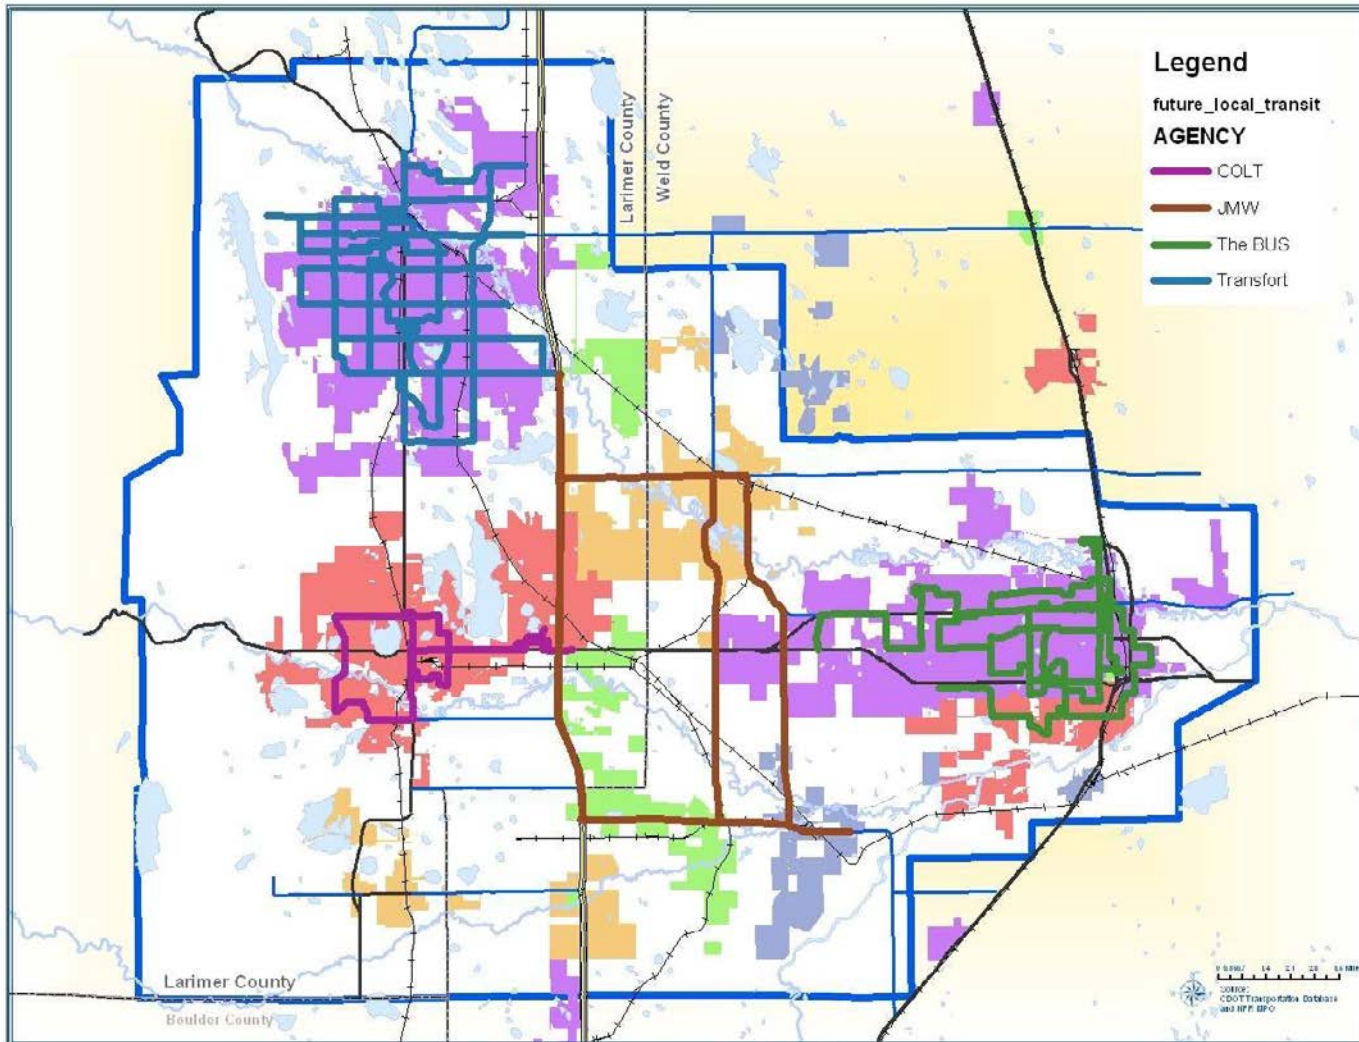 Legend
future_local_transit
AGENCY
COLT
JMW
The BUS
Transfort
Larimer County
Weld County
Larimer County
Boulder County
Source:
CDOT Transportation Database
and NFR MPO